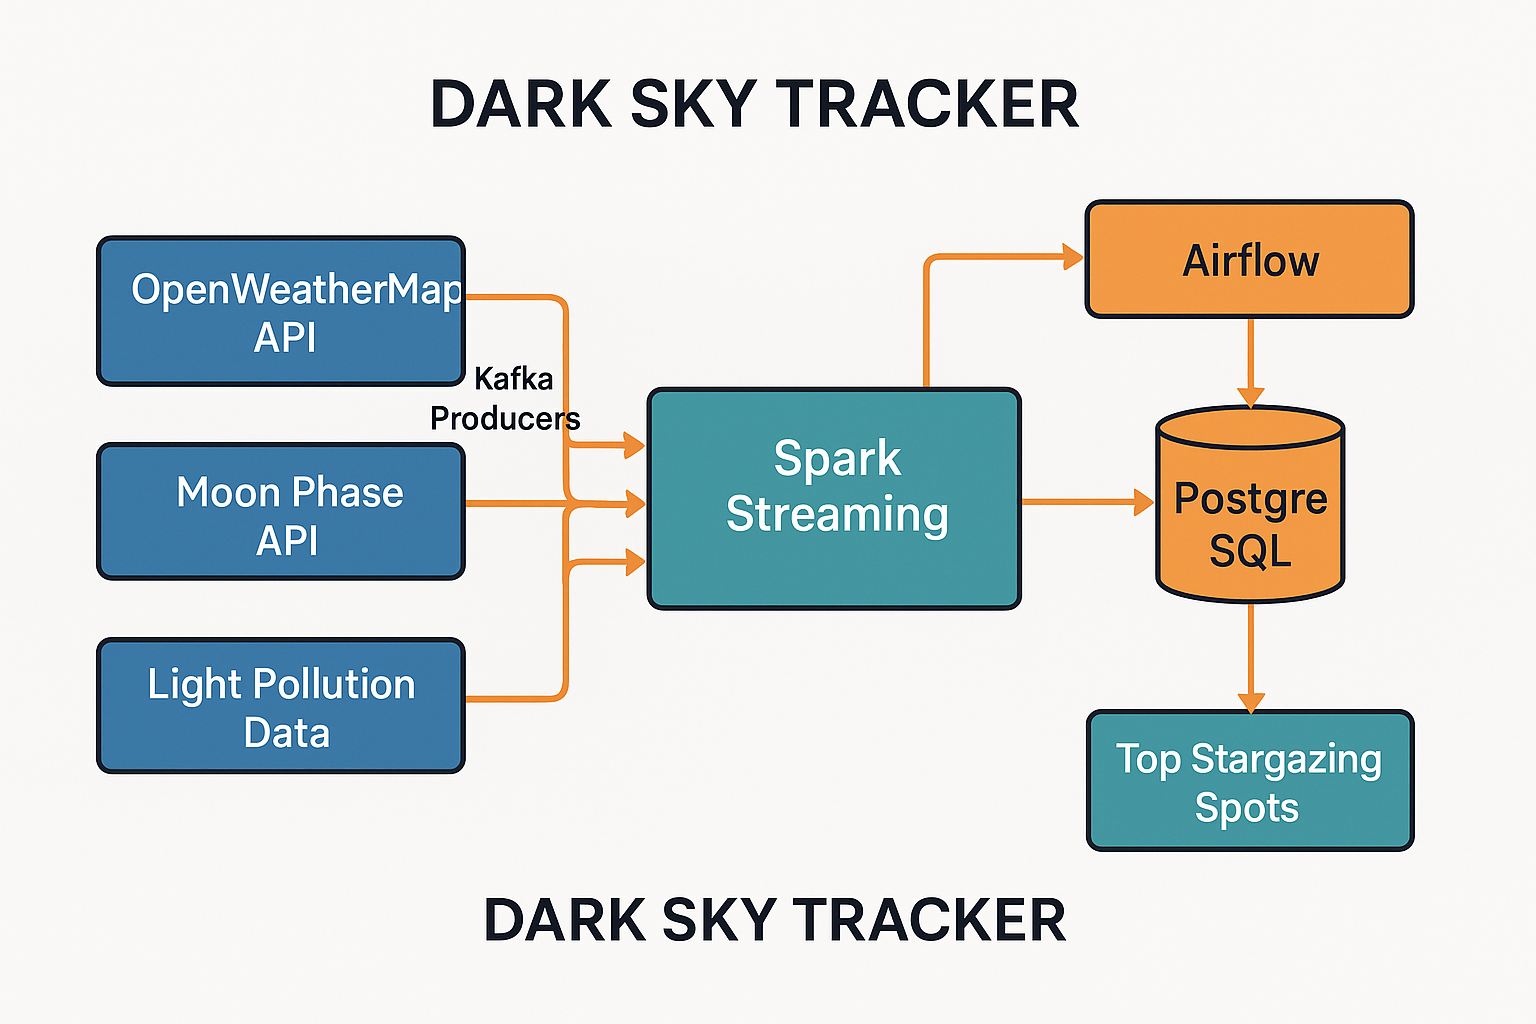 DARK SKY TRACKER
OpenWeatherMap
API
Kafka
Producers
Moon Phase
API
Light Pollution
Data
Spark
Streaming
Airflow
Postgre
SQL
Top Stargazing
Spots
DARK SKY TRACKER